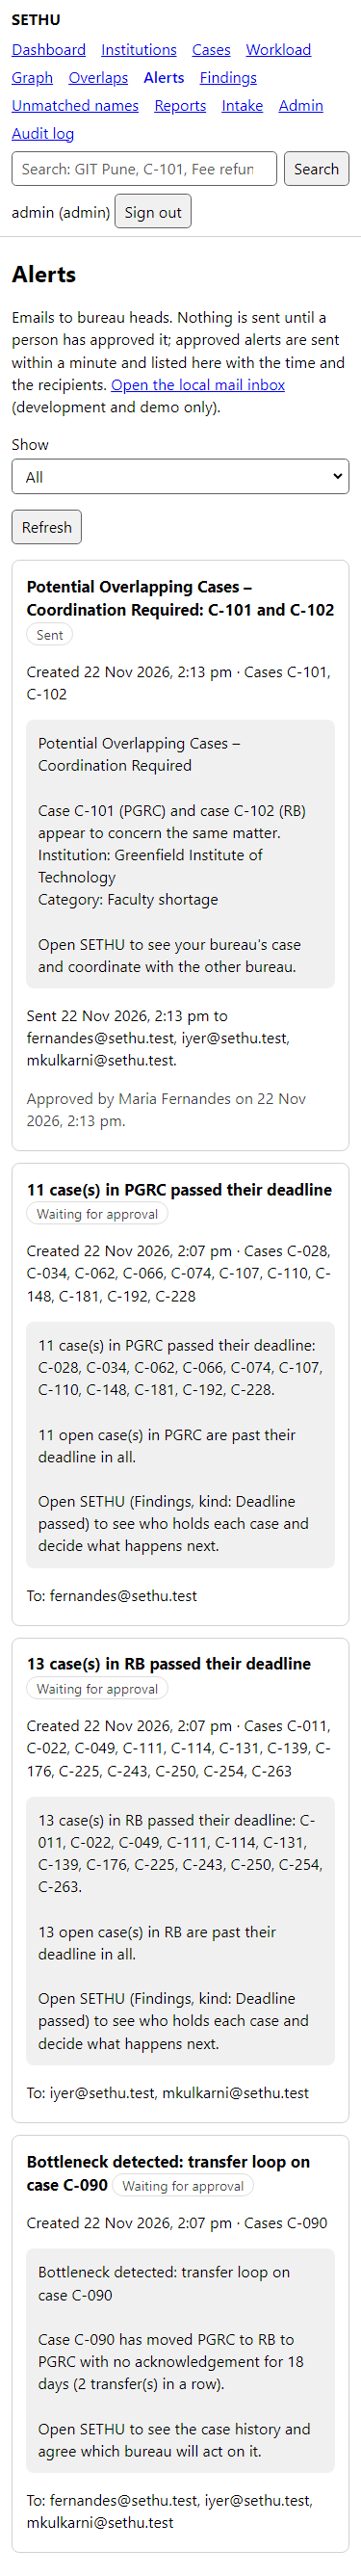 SETHU
Dashboard Institutions Cases Workload
Graph Overlaps Alerts Findings
Unmatched names Reports Intake Admin
Audit log
Search: GIT Pune, C-101, Fee refun Search
admin (admin) Sign out
Alerts
Emails to bureau heads. Nothing is sent until a
person has approved it; approved alerts are sent
within a minute and listed here with the time and
the recipients. Open the local mail inbox
(development and demo only).
Show
All
Refresh
Potential Overlapping Cases –
Coordination Required: C-101 and C-102
Sent
Created 22 Nov 2026, 2:13 pm · Cases C-101,
C-102
Potential Overlapping Cases –
Coordination Required
Case C-101 (PGRC) and case C-102 (RB)
appear to concern the same matter.
Institution: Greenfield Institute of
Technology
Category: Faculty shortage
Open SETHU to see your bureau's case
and coordinate with the other bureau.
Sent 22 Nov 2026, 2:13 pm to
fernandes@sethu.test, iyer@sethu.test,
mkulkarni@sethu.test.
Approved by Maria Fernandes on 22 Nov
2026, 2:13 pm.
11 case(s) in PGRC passed their deadline
Waiting for approval
Created 22 Nov 2026, 2:07 pm · Cases C-028,
C-034, C-062, C-066, C-074, C-107, C-110, C-
148, C-181, C-192, C-228
11 case(s) in PGRC passed their deadline:
C-028, C-034, C-062, C-066, C-074, C-107,
C-110, C-148, C-181, C-192, C-228.
11 open case(s) in PGRC are past their
deadline in all.
Open SETHU (Findings, kind: Deadline
passed) to see who holds each case and
decide what happens next.
To: fernandes@sethu.test
13 case(s) in RB passed their deadline
Waiting for approval
Created 22 Nov 2026, 2:07 pm · Cases C-011,
C-022, C-049, C-111, C-114, C-131, C-139, C-
176, C-225, C-243, C-250, C-254, C-263
13 case(s) in RB passed their deadline: C-
011, C-022, C-049, C-111, C-114, C-131,
C-139, C-176, C-225, C-243, C-250, C-254,
C-263.
13 open case(s) in RB are past their
deadline in all.
Open SETHU (Findings, kind: Deadline
passed) to see who holds each case and
decide what happens next.
To: iyer@sethu.test, mkulkarni@sethu.test
Bottleneck detected: transfer loop on
case C-090 Waiting for approval
Created 22 Nov 2026, 2:07 pm · Cases C-090
Bottleneck detected: transfer loop on
case C-090
Case C-090 has moved PGRC to RB to
PGRC with no acknowledgement for 18
days (2 transfer(s) in a row).
Open SETHU to see the case history and
agree which bureau will act on it.
To: fernandes@sethu.test, iyer@sethu.test,
mkulkarni@sethu.test